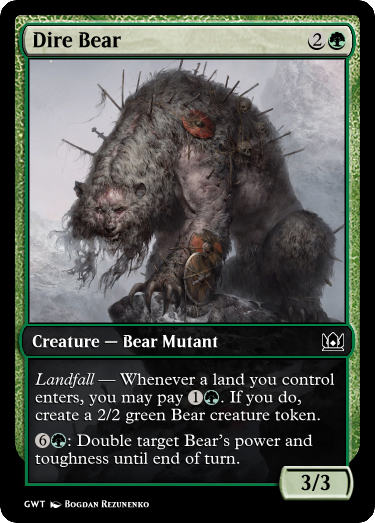 Dire Bear 2
Creature — Bear Mutant
Landfall — Whenever a land you control
enters, you may pay 1. If you do,
create a 2/2 green Bear creature token.
6: Double target Bear's power and
toughness until end of turn.
3/3
GWT Bogdan Rezunenko